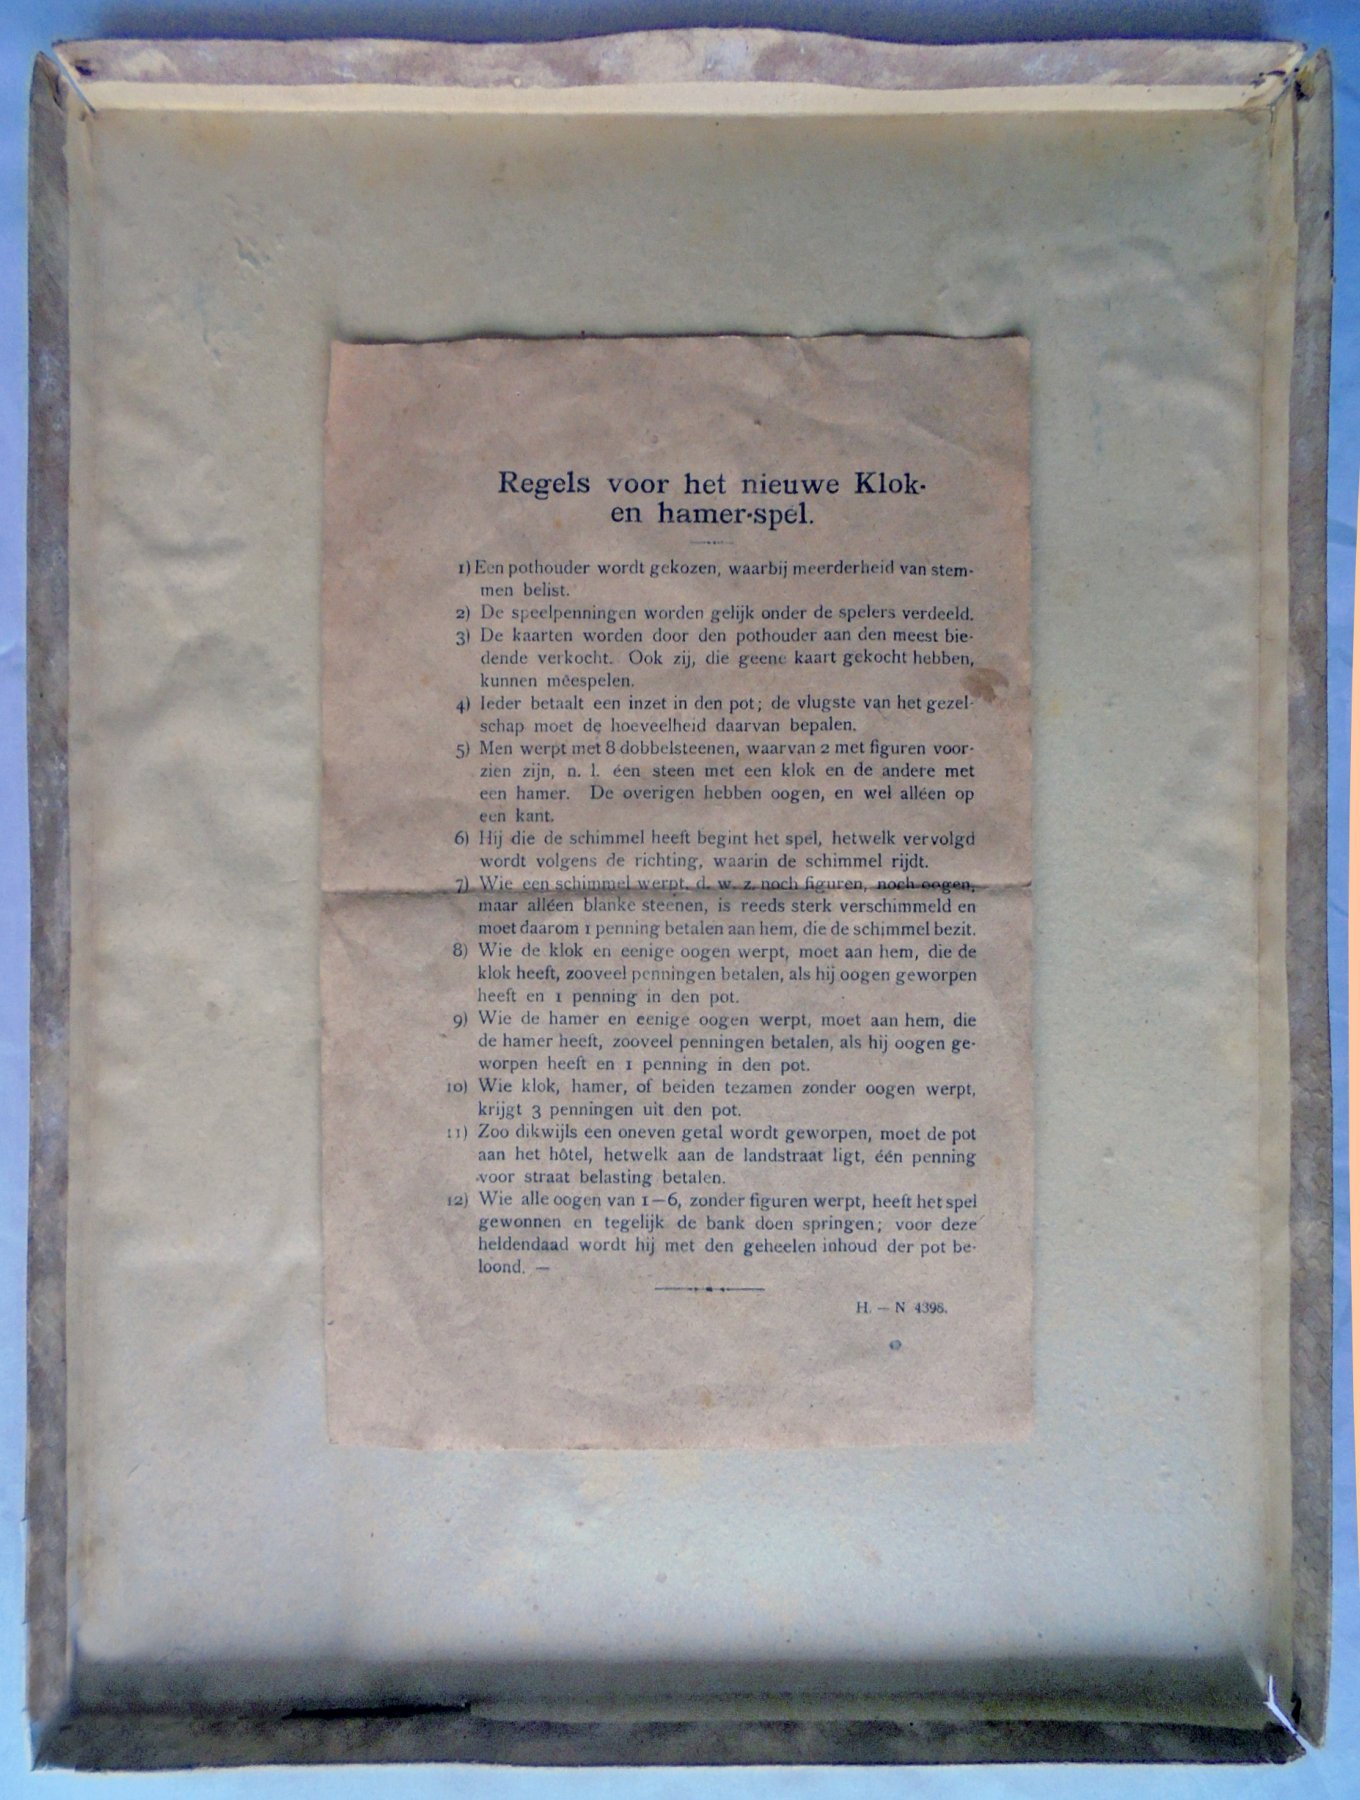 Regels voor het nieuwe Klok-
en hamer-spel.
1) Een pothouder wordt gekozen, waarbij meerderheid van stem-
men belist.
2) De speelpenningen worden gelijk onder de spelers verdeeld.
3) De kaarten worden door den pothouder aan den meest bie-
dende verkocht. Ook zij, die geene kaart gekocht hebben,
kunnen mêespelen.
4) Ieder betaalt een inzet in den pot; de vlugste van het gezel-
schap moet de hoeveelheid daarvan bepalen.
5) Men werpt met 8 dobbelsteenen, waarvan 2 met figuren voor-
zien zijn, n. l. éen steen met een klok en de andere met
een hamer. De overigen hebben oogen, en wel alléen op
een kant.
6) Hij die de schimmel heeft begint het spel, hetwelk vervolgd
wordt volgens de richting, waarin de schimmel rijdt.
7) Wie een schimmel werpt. d. w. z. noch figuren, noch oogen,
maar alléen blanke steenen, is reeds sterk verschimmeld en
moet daarom 1 penning betalen aan hem, die de schimmel bezit.
8) Wie de klok en eenige oogen werpt, moet aan hem, die de
klok heeft, zooveel penningen betalen, als hij oogen geworpen
heeft en 1 penning in den pot.
9) Wie de hamer en eenige oogen werpt, moet aan hem, die
de hamer heeft, zooveel penningen betalen, als hij oogen ge-
worpen heeft en 1 penning in den pot.
10) Wie klok, hamer, of beiden tezamen zonder oogen werpt,
krijgt 3 penningen uit den pot.
11) Zoo dikwijls een oneven getal wordt geworpen, moet de pot
aan het hôtel, hetwelk aan de landstraat ligt, één penning
voor straat belasting betalen.
12) Wie alle oogen van 1—6, zonder figuren werpt, heeft het spel
gewonnen en tegelijk de bank doen springen; voor deze
heldendaad wordt hij met den geheelen inhoud der pot be-
loond. —
H. — N 4398.